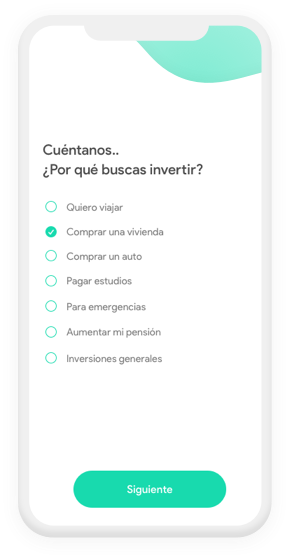 Cuéntanos..
¿Por qué buscas invertir?
Quiero viajar
Comprar una vivienda
Comprar un auto
Pagar estudios
Para emergencias
Aumentar mi pensión
Inversiones generales
Siguiente